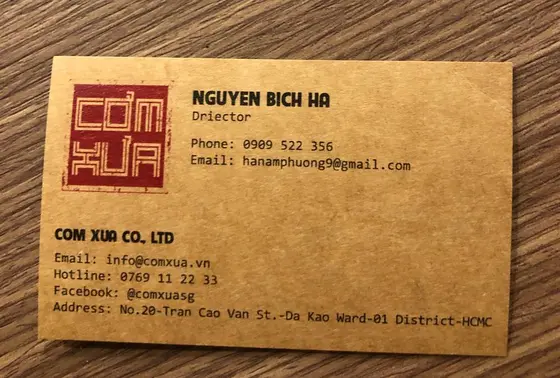 CƠM
XƯA
NGUYEN BICH HA
Driector
Phone: 0909 522 356
Email: hanamphuong9@gmail.com
COM XUA CO., LTD
Email: info@comxua.vn
Hotline: 0769 11 22 33
Facebook: @comxuasg
Address: No.20-Tran Cao Van St.-Da Kao Ward-01 District-HCMC